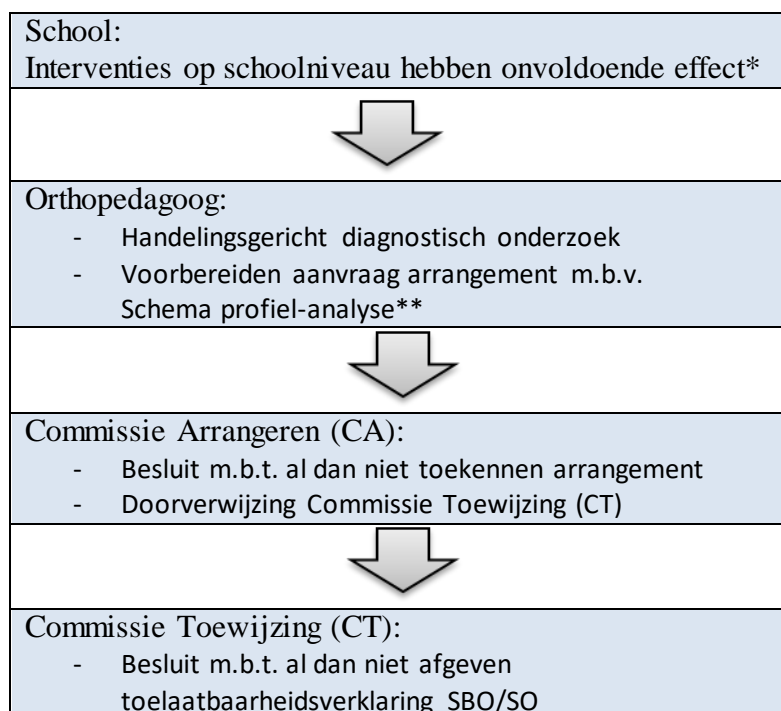 School:
Interventies op schoolniveau hebben onvoldoende effect*
Orthopedagoog:
- Handelingsgericht diagnostisch onderzoek
- Voorbereiden aanvraag arrangement m.b.v.
Schema profiel-analyse**
Commissie Arrangeren (CA):
- Besluit m.b.t. al dan niet toekennen arrangement
- Doorverwijzing Commissie Toewijzing (CT)
Commissie Toewijzing (CT):
- Besluit m.b.t. al dan niet afgeven
toelaatbaarheidsverklaring SBO/SO